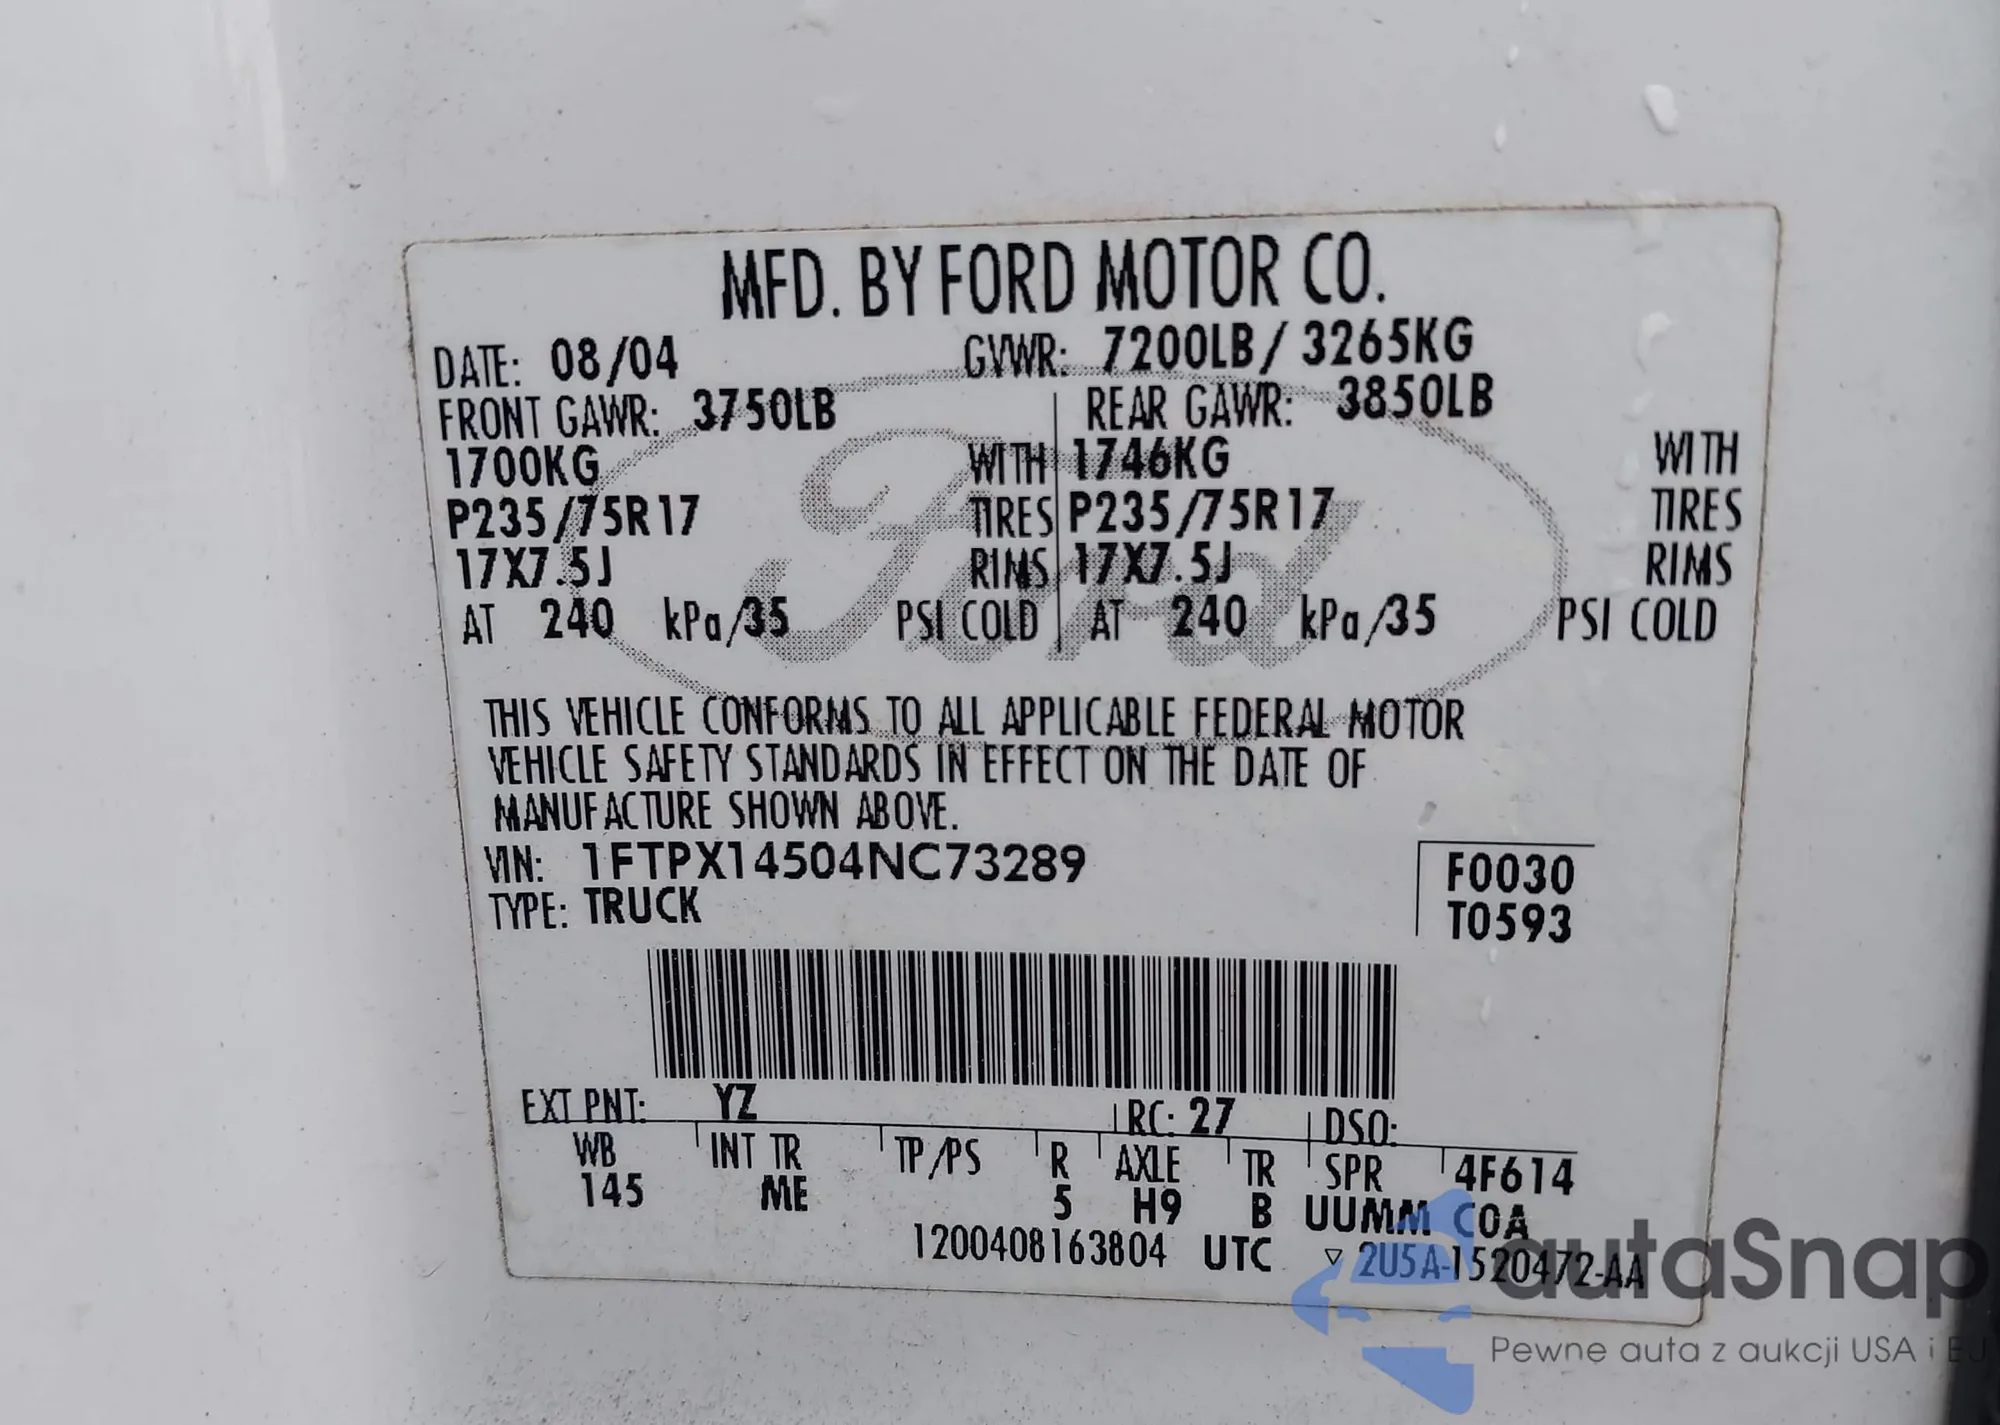 MFD. BY FORD MOTOR CO.
DATE: 08/04 GVWR: 7200LB/ 3265KG
FRONT GAWR: 3750LB REAR GAWR: 3850LB
1700KG WITH 1746KG WITH
P235/75R17 TIRES P235/75R17 TIRES
17X7.5J RIMS 17X7.5J RIMS
AT 240 kPa/35 PSI COLD AT 240 kPa/35 PSI COLD
Ford
THIS VEHICLE CONFORMS TO ALL APPLICABLE FEDERAL MOTOR
VEHICLE SAFETY STANDARDS IN EFFECT ON THE DATE OF
MANUFACTURE SHOWN ABOVE.
VIN: 1FTPX14504NC73289 F0030
TYPE: TRUCK T0593
EXT PNT: YZ RC: 27 DSO:
WB INT TR TP/PS R AXLE TR SPR 4F614
145 ME 5 H9 B UUMM C0A
1200408163804 UTC ▽ 2U5A-1520472-AA
autaSnap
Pewne auta z aukcji USA i EU